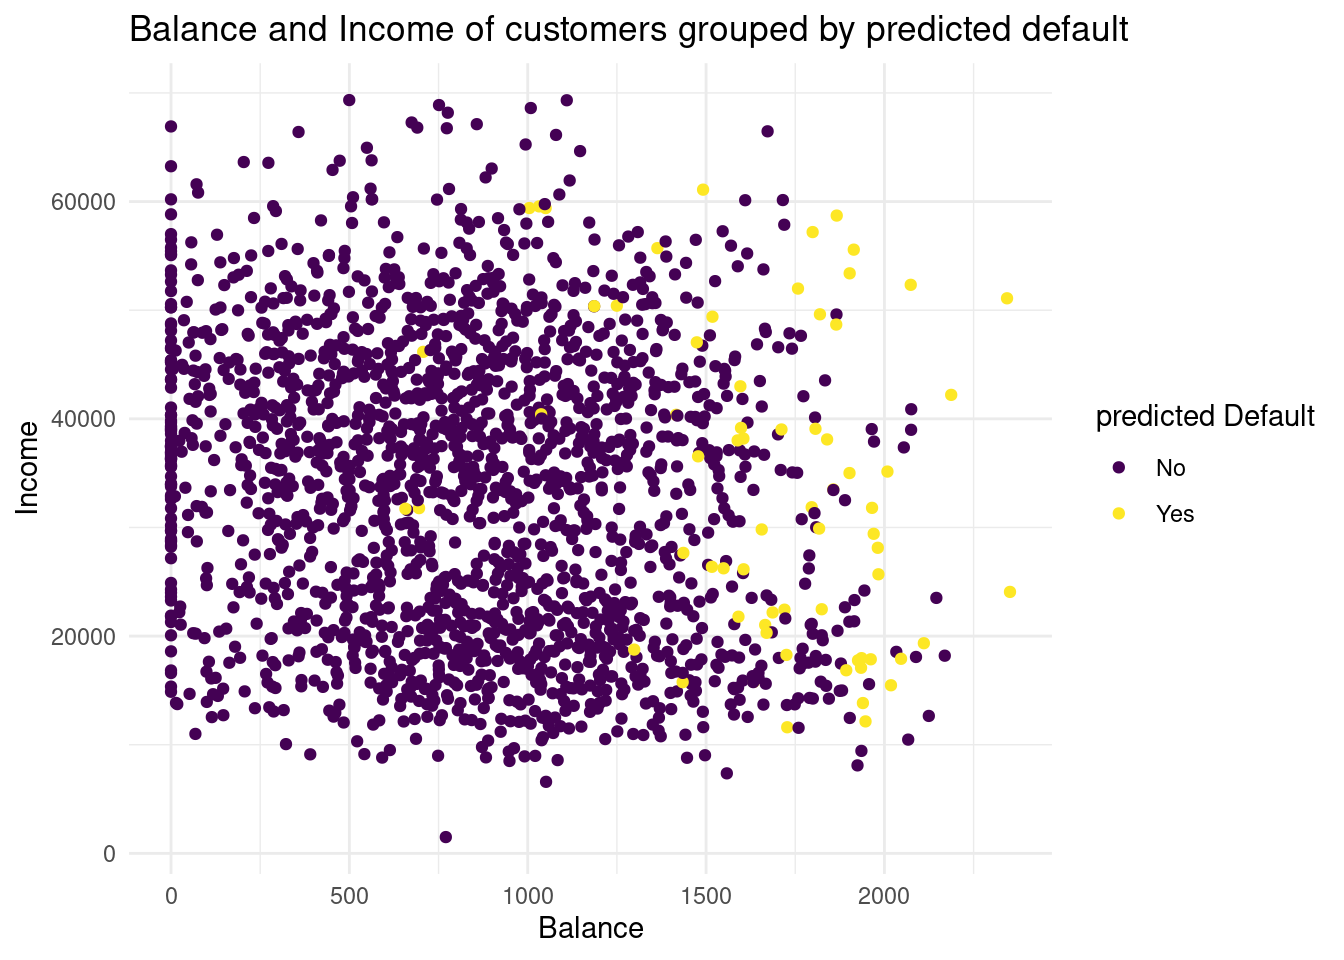 Balance and Income of customers grouped by predicted default
60000
40000
20000
0
Income
0 500 1000 1500 2000
Balance
predicted Default
No
Yes